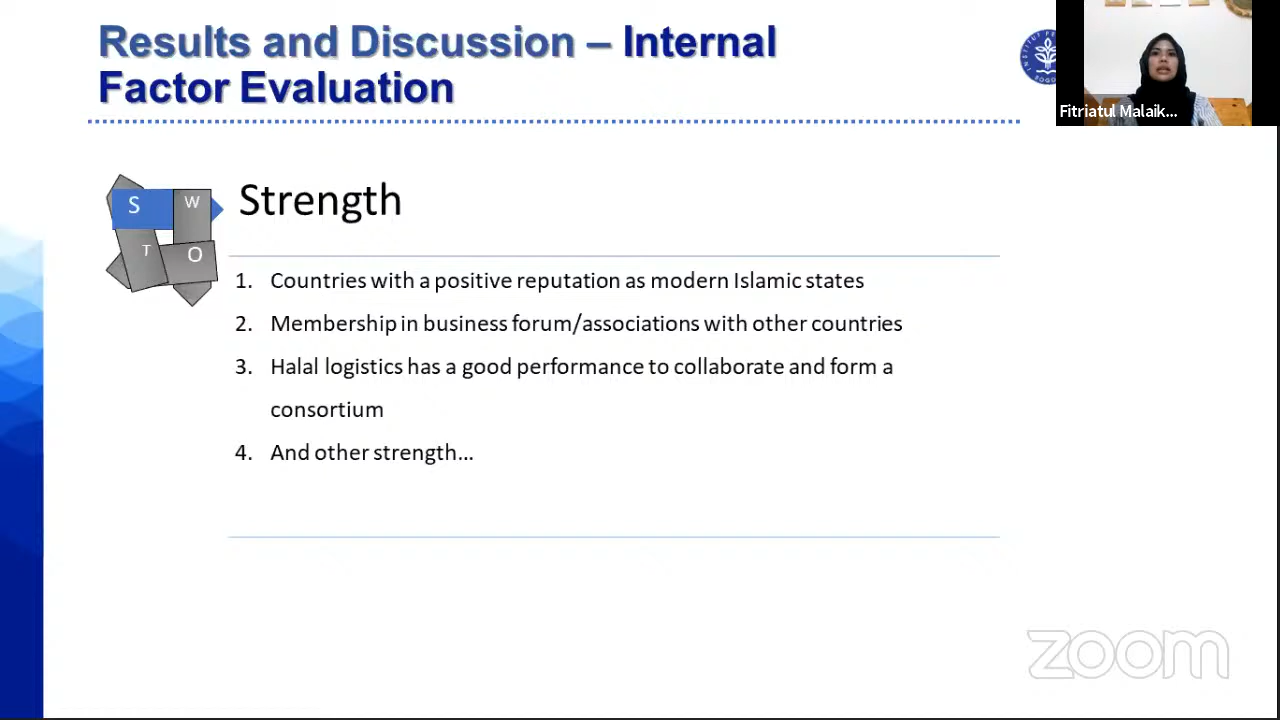 Results and Discussion – Internal
Factor Evaluation
Fitriatul Malaik...
S
W
T
O
Strength
1. Countries with a positive reputation as modern Islamic states
2. Membership in business forum/associations with other countries
3. Halal logistics has a good performance to collaborate and form a
consortium
4. And other strength...
zoom